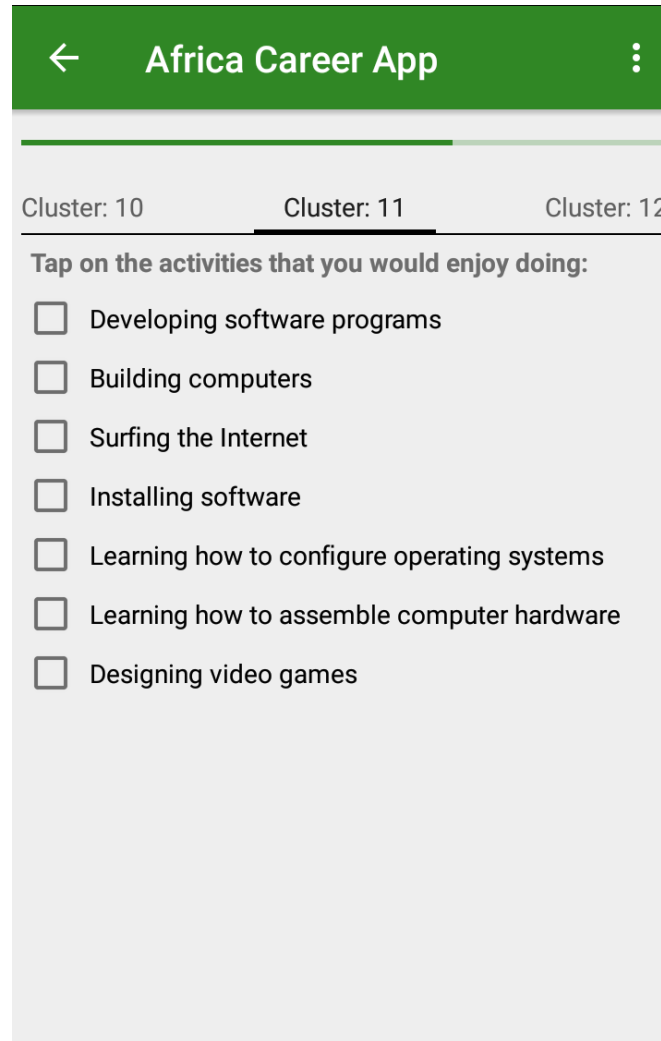 Africa Career App
Cluster: 10 Cluster: 11 Cluster: 12
Tap on the activities that you would enjoy doing:
Developing software programs
Building computers
Surfing the Internet
Installing software
Learning how to configure operating systems
Learning how to assemble computer hardware
Designing video games